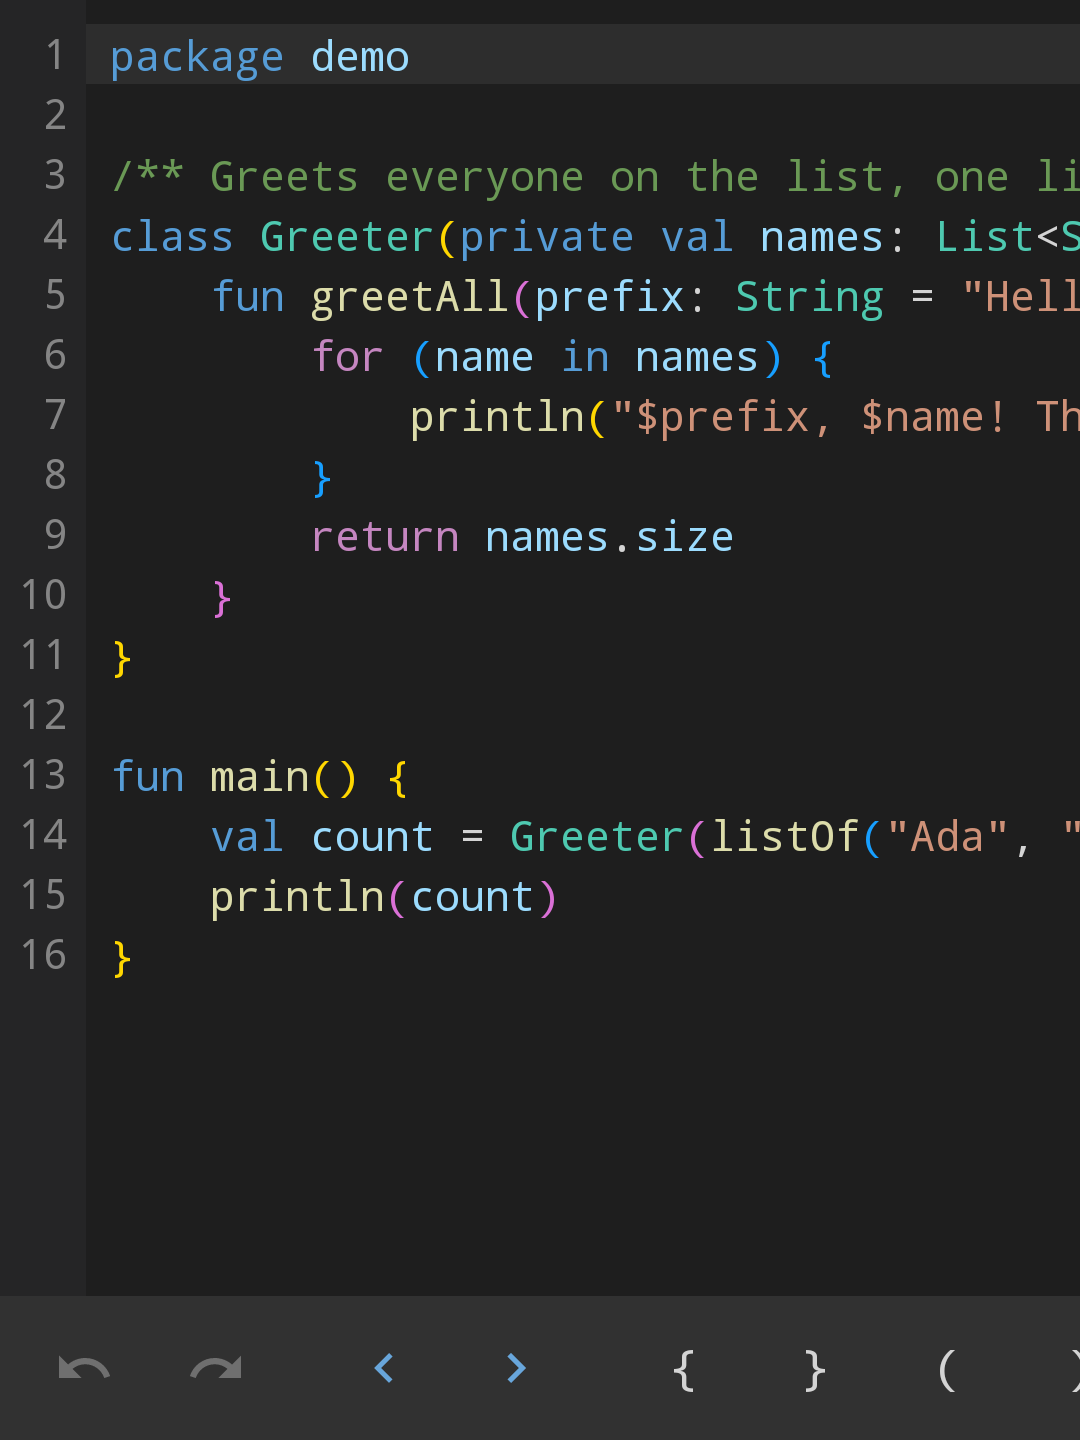 1 package demo
2
3 /** Greets everyone on the list, one li
4 class Greeter(private val names: List<S
5     fun greetAll(prefix: String = "Hell
6         for (name in names) {
7             println("$prefix, $name! Th
8         }
9         return names.size
10     }
11 }
12
13 fun main() {
14     val count = Greeter(listOf("Ada", "
15     println(count)
16 }
{ } ( )